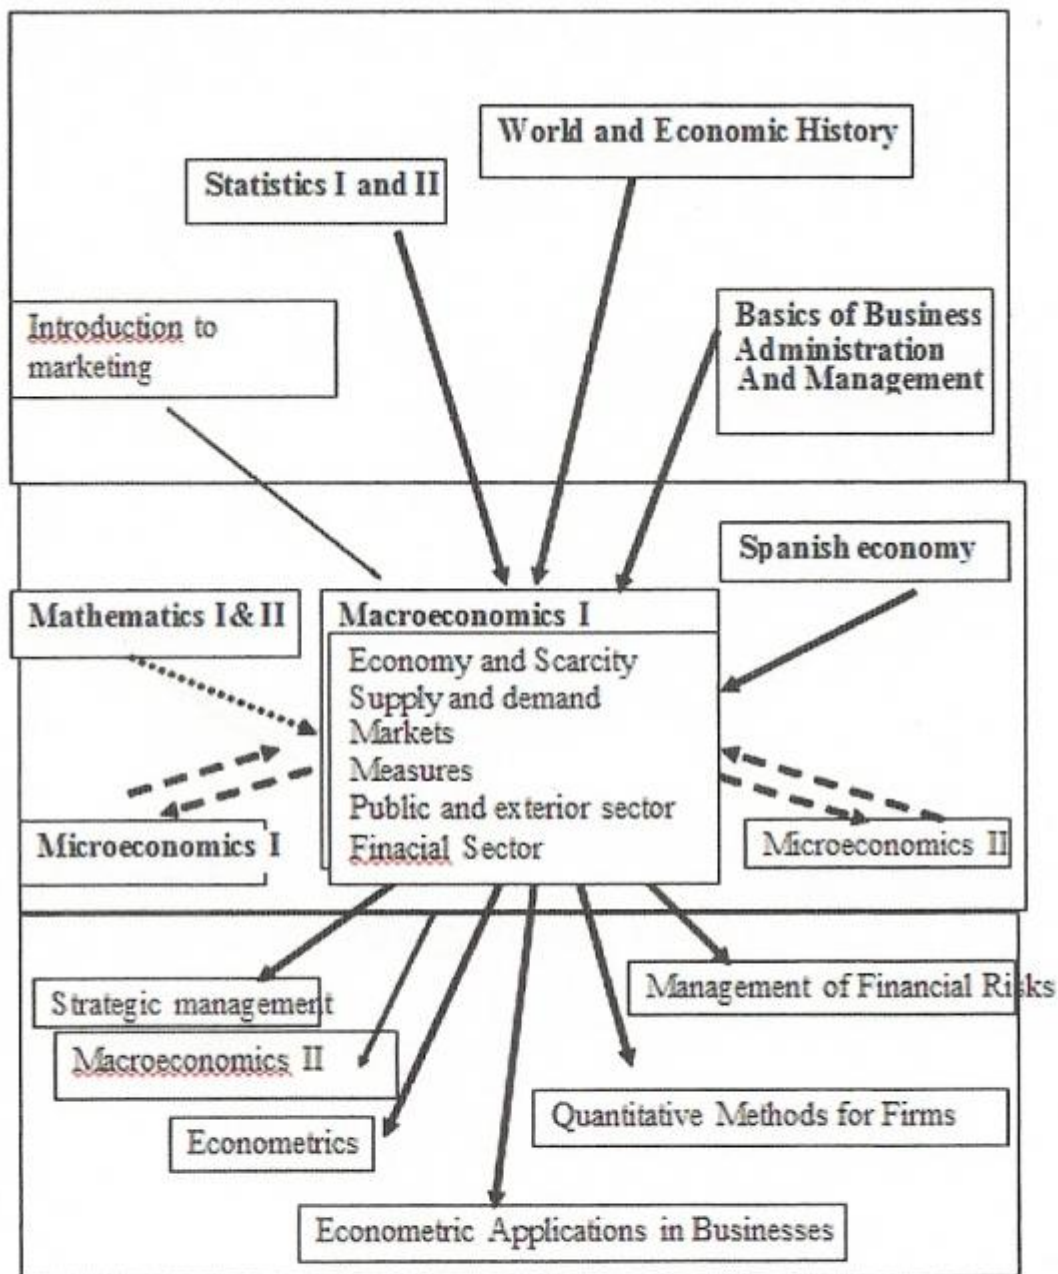 World and Economic History
Statistics I and II
Introduction to
marketing
Basics of Business
Administration
And Management
Spanish economy
Mathematics I & II
Macroeconomics I
Economy and Scarcity
Supply and demand
Markets
Measures
Public and exterior sector
Finacial Sector
Microeconomics I
Microeconomics II
Strategic management
Management of Financial Risks
Macroeconomics II
Quantitative Methods for Firms
Econometrics
Econometric Applications in Businesses